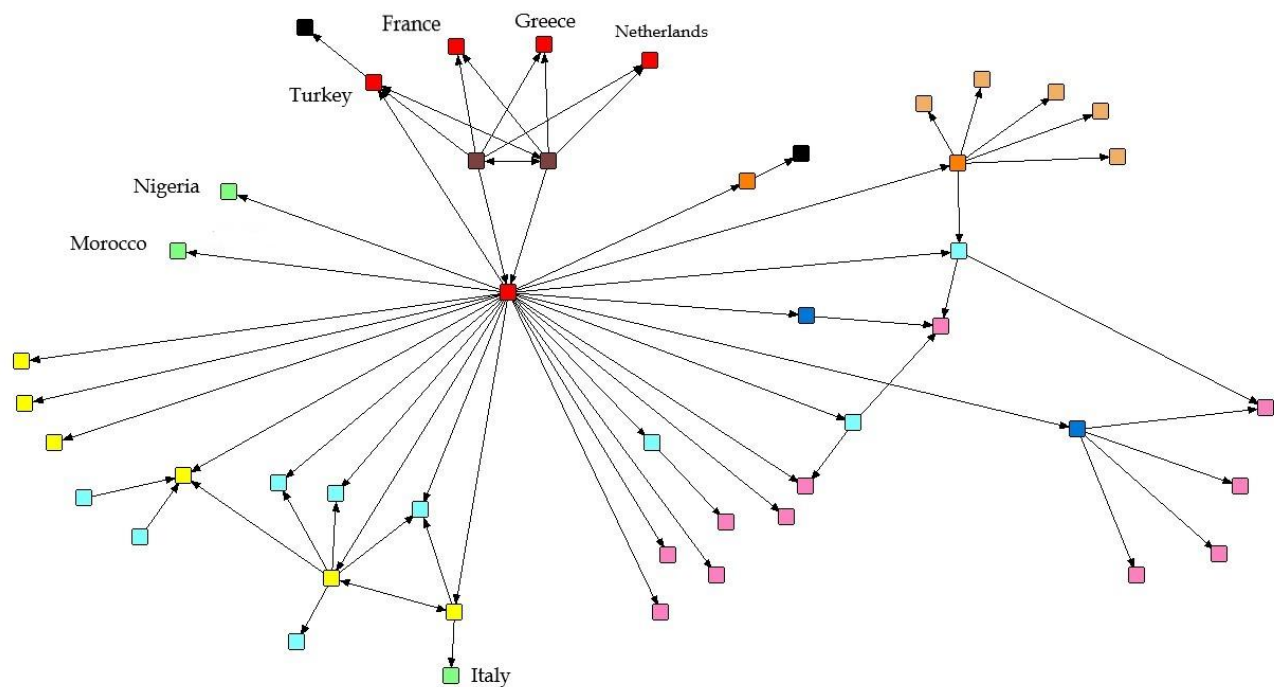 France
Greece
Netherlands
Turkey
Nigeria
Morocco
Italy